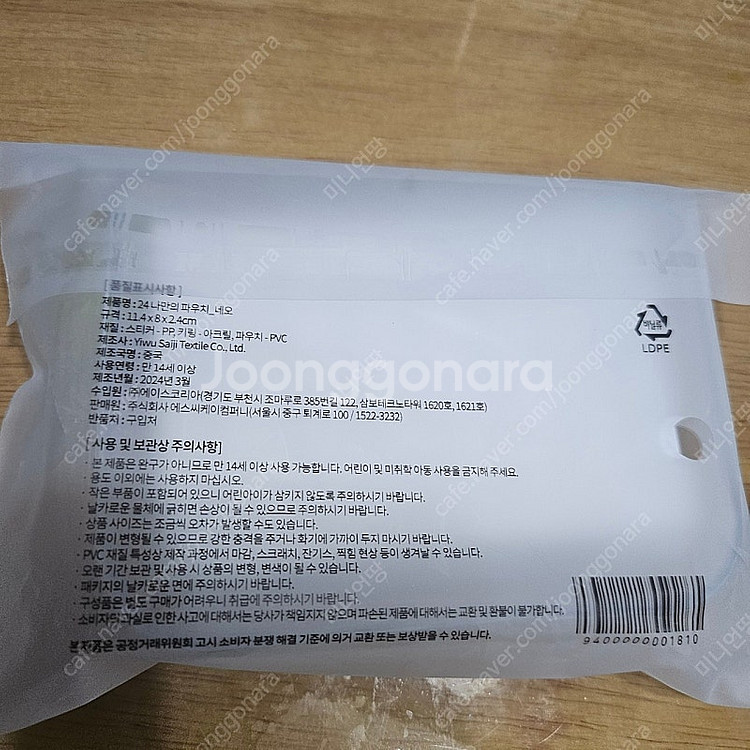 [품질표시사항]
제품명 : 24 나만의 파우치_네오
규격 : 11.4 x 8 x 2.4cm
재질 : 스티커 - PP, 키링 - 아크릴, 파우치 - PVC
제조사 : Yiwu Saiji Textile Co., Ltd.
제조국명 : 중국
사용연령 : 만 14세 이상
제조년월 : 2024년 3월
수입원 : ㈜에이스코리아(경기도 부천시 조마루로 385번길 122, 삼보테크노타워 1620호, 1621호)
판매원 : 주식회사 에스씨케이컴퍼니(서울시 중구 퇴계로 100 / 1522-3232)
반품처 : 구입처
[사용 및 보관상 주의사항]
· 본 제품은 완구가 아니므로 만 14세 이상 사용 가능합니다. 어린이 및 미취학 아동 사용을 금지해 주세요.
· 용도 이외에는 사용하지 마십시오.
· 작은 부품이 포함되어 있으니 어린아이가 삼키지 않도록 주의하시기 바랍니다.
· 날카로운 물체에 긁히면 손상이 될 수 있으므로 주의하시기 바랍니다.
· 상품 사이즈는 조금씩 오차가 발생할 수도 있습니다.
· 제품이 변형될 수 있으므로 강한 충격을 주거나 화기에 가까이 두지 마시기 바랍니다.
· PVC 재질 특성상 제작 과정에서 마감, 스크래치, 잔기스, 찍힘 현상 등이 생겨날 수 있습니다.
· 오랜 기간 보관 및 사용 시 상품의 변형, 변색이 될 수 있습니다.
· 패키지의 날카로운 면에 주의하시기 바랍니다.
· 구성품은 별도 구매가 어려우니 취급에 주의하시기 바랍니다.
· 소비자의 과실로 인한 사고에 대해서는 당사가 책임지지 않으며 파손된 제품에 대해서는 교환 및 환불이 불가합니다.
본 제품은 공정거래위원회 고시 소비자 분쟁 해결 기준에 의거 교환 또는 보상받을 수 있습니다.
비닐류
LDPE
9400000001810
Joonggonara
cafe.naver.com/joonggonara
미니언땅